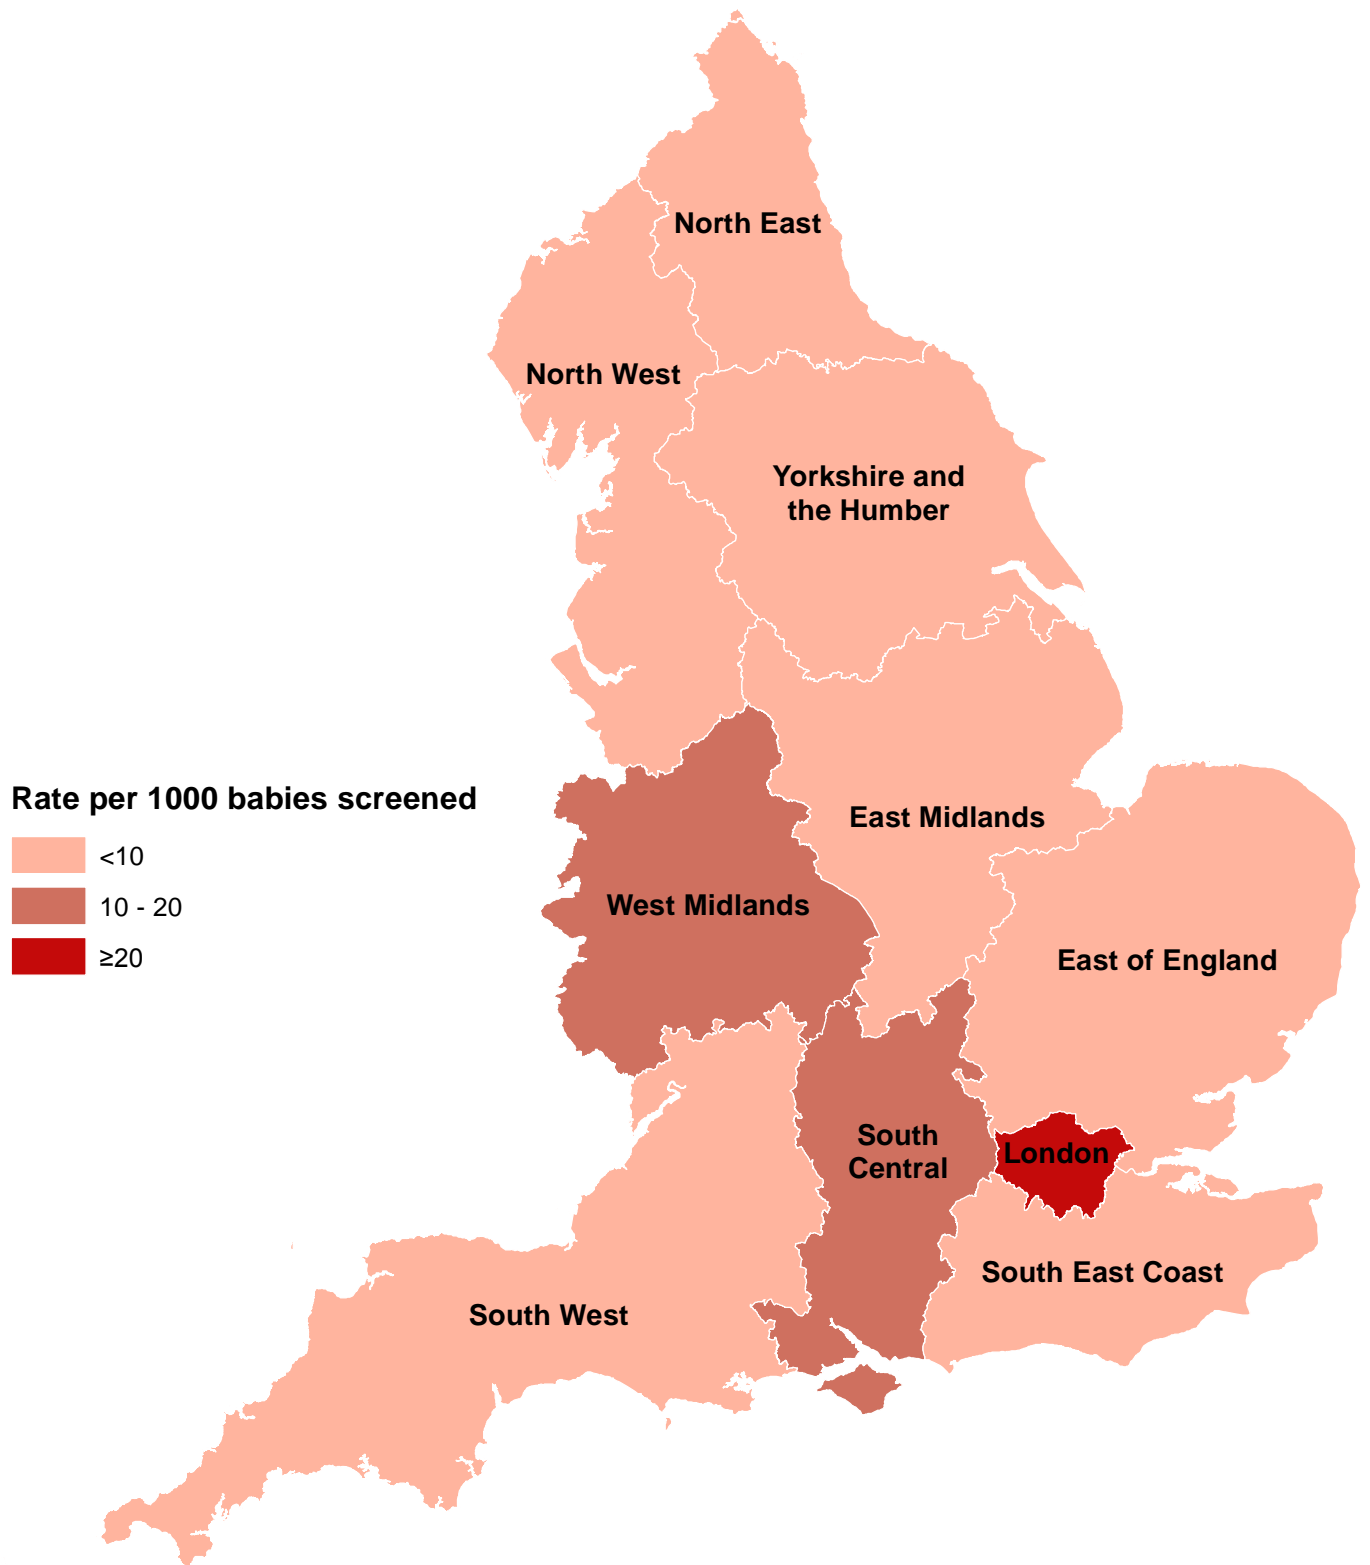 North East
North West
Yorkshire and
the Humber
Rate per 1000 babies screened
<10
10 - 20
≥20
East Midlands
West Midlands
East of England
South
Central
London
South East Coast
South West